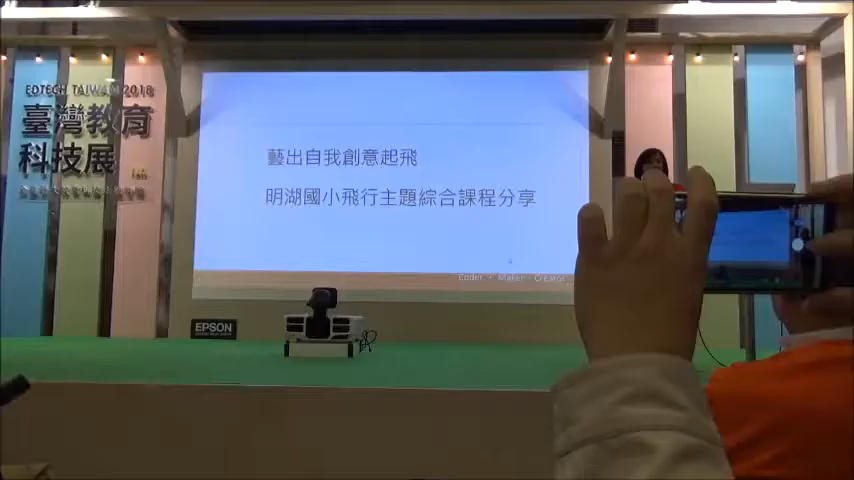 EDTECH TAIWAN 2018
臺灣教育
科技展
藝出自我創意起飛
明湖國小飛行主題綜合課程分享
Coder • Maker • Creator
EPSON